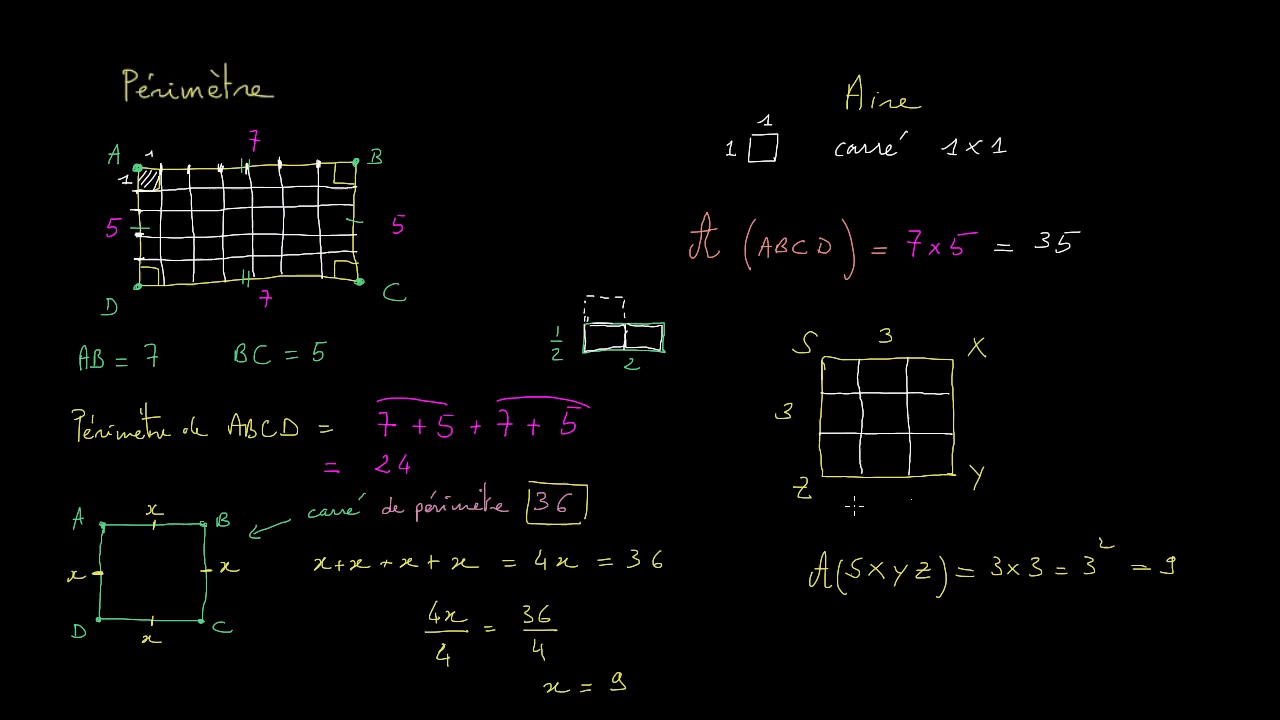 Périmètre
7
A 1 B
1
5 5
D 7 C
AB = 7 BC = 5
Périmètre de ABCD = 7 + 5 + 7 + 5
= 24
carré de périmètre 36
A x B
x x
D x C
x + x + x + x = 4x = 36
4x/4 = 36/4
x = 9
1/2
2
Aire
1
1 carré 1 x 1
A (ABCD) = 7 x 5 = 35
S 3 X
3
Z Y
A(SXYZ) = 3 x 3 = 3² = 9